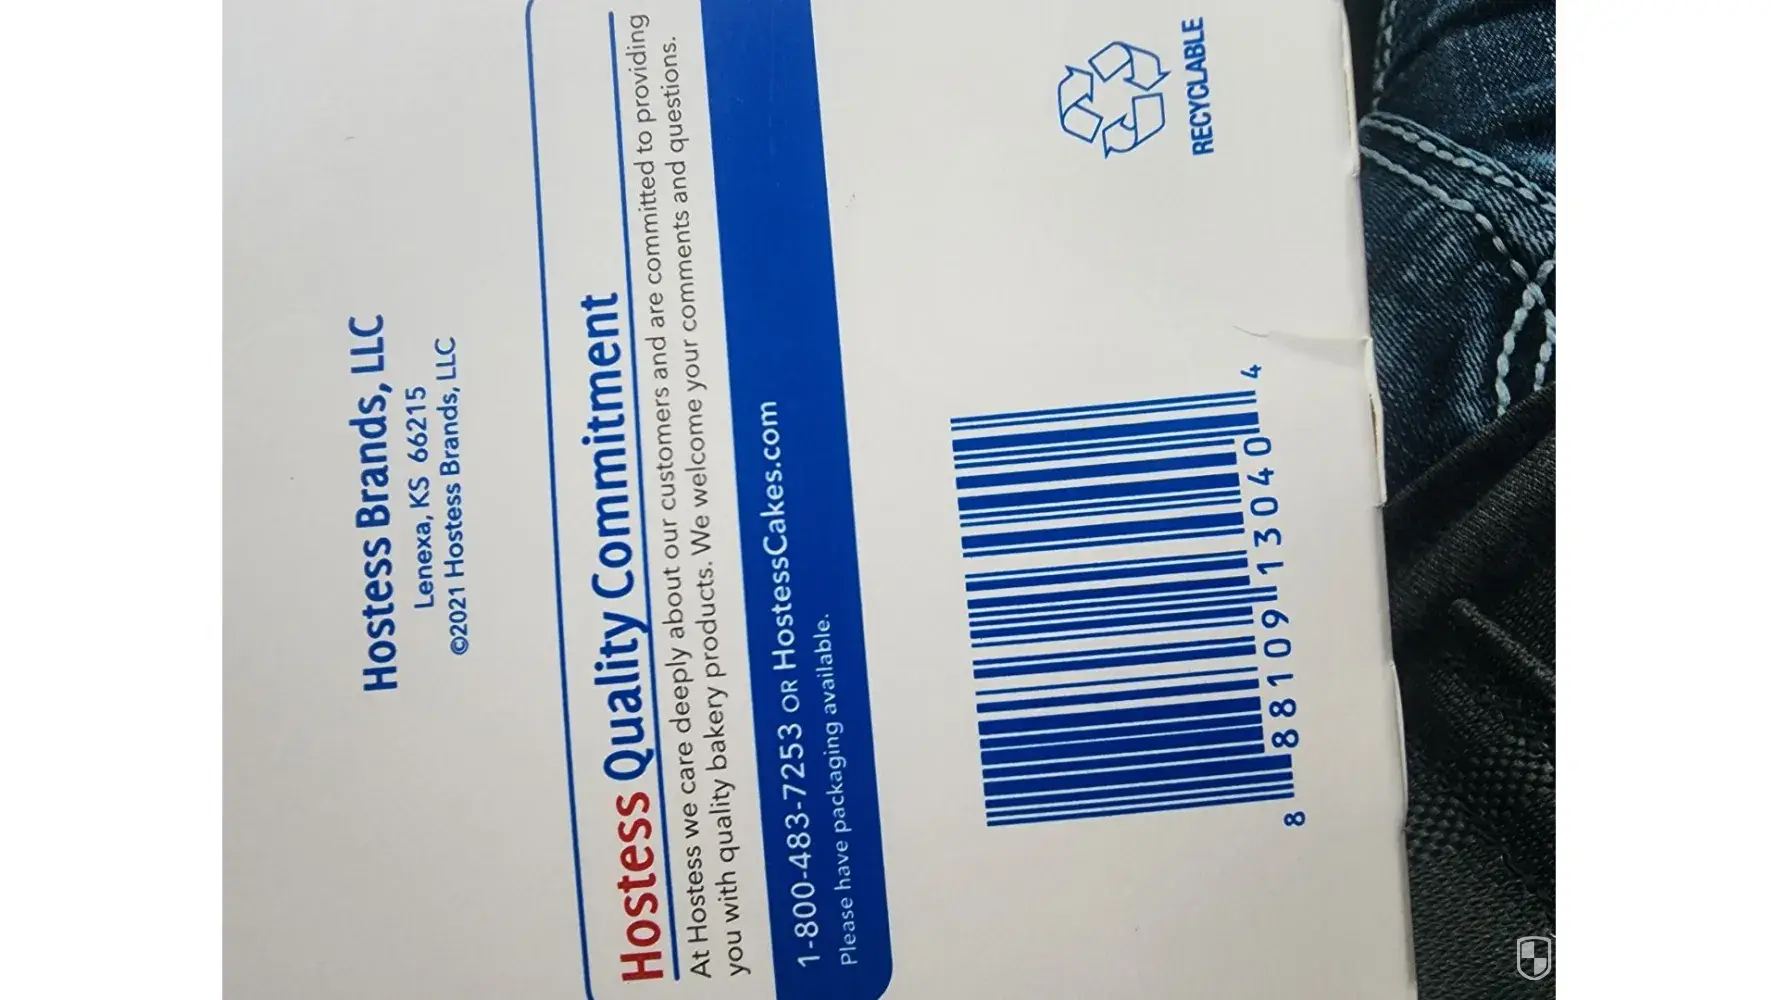 Hostess Brands, LLC
Lenexa, KS 66215
©2021 Hostess Brands, LLC
Hostess Quality Commitment
At Hostess we care deeply about our customers and are committed to providing
you with quality bakery products. We welcome your comments and questions.
1-800-483-7253 OR HostessCakes.com
Please have packaging available.
RECYCLABLE
8 88109 13040 4